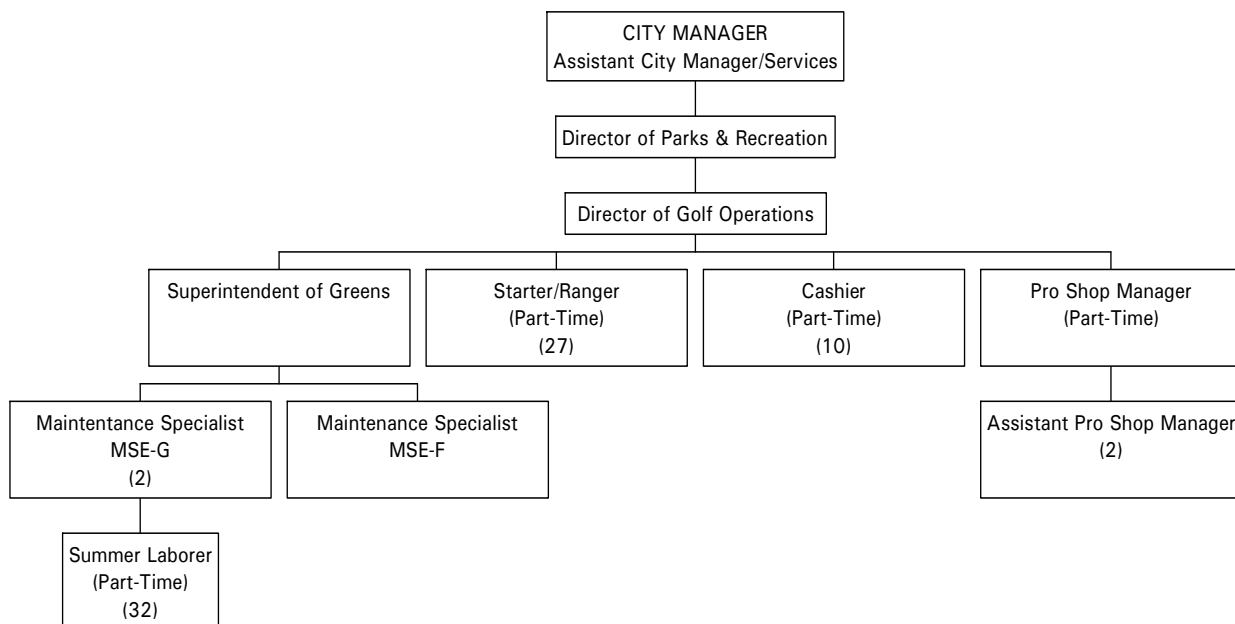 CITY MANAGER
Assistant City Manager/Services
Director of Parks & Recreation
Director of Golf Operations
Superintendent of Greens
Starter/Ranger
(Part-Time)
(27)
Cashier
(Part-Time)
(10)
Pro Shop Manager
(Part-Time)
Maintentance Specialist
MSE-G
(2)
Maintenance Specialist
MSE-F
Assistant Pro Shop Manager
(2)
Summer Laborer
(Part-Time)
(32)